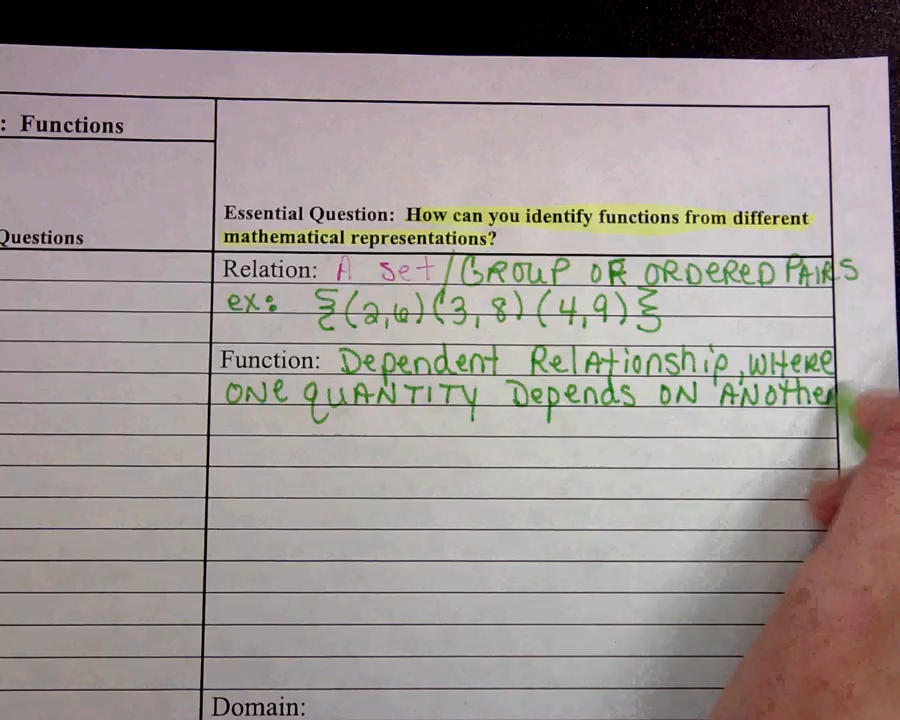 : Functions
Essential Question: How can you identify functions from different
mathematical representations?
Questions
Relation: A set/GROUP OF ORDERED PAIRS
ex: {(2,6)(3,8)(4,9)}
Function: Dependent RelAtionship, WHERE
ONE QUANTITY Depends ON ANOther
Domain: